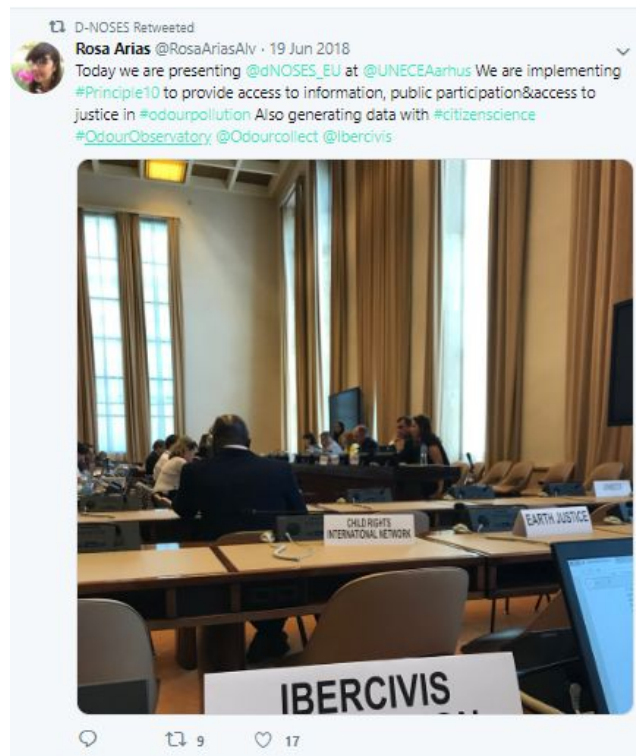 D-NOSES Retweeted
Rosa Arias @RosaAriasAlv · 19 Jun 2018
Today we are presenting @dNOSES_EU at @UNECEAarhus We are implementing
#Principle10 to provide access to information, public participation&access to
justice in #odourpollution Also generating data with #citizenscience
#OdourObservatory @Odourcollect @Ibercivis
CHILD RIGHTS
INTERNATIONAL NETWORK
EARTH JUSTICE
IBERCIVIS
9 17